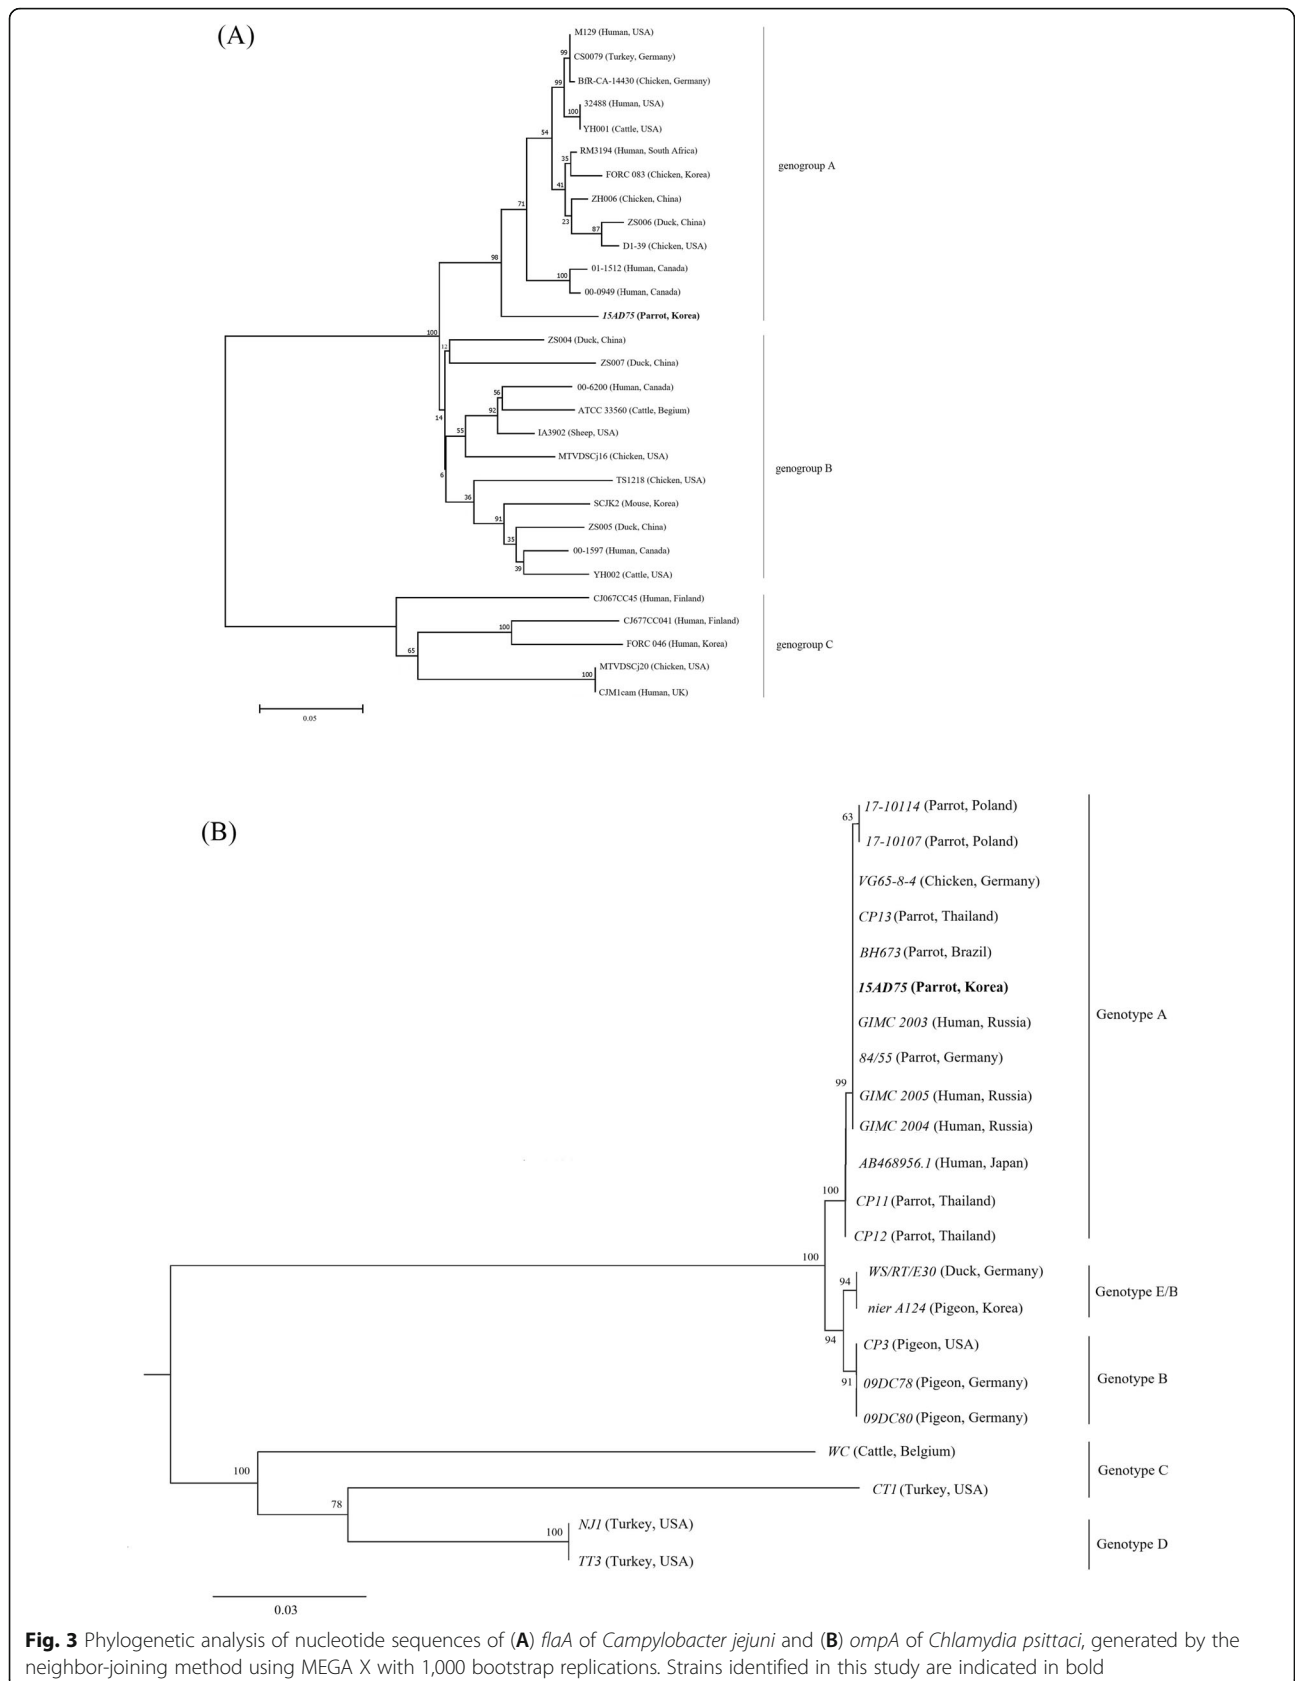 (A)
M129 (Human, USA)
99
CS0079 (Turkey, Germany)
99
BfR-CA-14430 (Chicken, Germany)
32488 (Human, USA)
100
YH001 (Cattle, USA)
54
RM3194 (Human, South Africa)
35
genogroup A
FORC 083 (Chicken, Korea)
41
ZH006 (Chicken, China)
71
23
ZS006 (Duck, China)
87
D1-39 (Chicken, USA)
98
01-1512 (Human, Canada)
100
00-0949 (Human, Canada)
15AD75 (Parrot, Korea)
100
ZS004 (Duck, China)
12
ZS007 (Duck, China)
00-6200 (Human, Canada)
56
ATCC 33560 (Cattle, Begium)
92
14
IA3902 (Sheep, USA)
55
MTVDSCj16 (Chicken, USA)
genogroup B
6
TS1218 (Chicken, USA)
36
SCJK2 (Mouse, Korea)
91
ZS005 (Duck, China)
35
00-1597 (Human, Canada)
39
YH002 (Cattle, USA)
CJ067CC45 (Human, Finland)
CJ677CC041 (Human, Finland)
100
FORC 046 (Human, Korea)
genogroup C
65
MTVDSCj20 (Chicken, USA)
100
CJM1cam (Human, UK)
0.05
(B)
17-10114 (Parrot, Poland)
63
17-10107 (Parrot, Poland)
VG65-8-4 (Chicken, Germany)
CP13 (Parrot, Thailand)
BH673 (Parrot, Brazil)
15AD75 (Parrot, Korea)
Genotype A
GIMC 2003 (Human, Russia)
84/55 (Parrot, Germany)
99
GIMC 2005 (Human, Russia)
GIMC 2004 (Human, Russia)
AB468956.1 (Human, Japan)
100
CP11 (Parrot, Thailand)
CP12 (Parrot, Thailand)
100
WS/RT/E30 (Duck, Germany)
94
Genotype E/B
nier A124 (Pigeon, Korea)
94
CP3 (Pigeon, USA)
91
09DC78 (Pigeon, Germany)
Genotype B
09DC80 (Pigeon, Germany)
WC (Cattle, Belgium)
100
Genotype C
CT1 (Turkey, USA)
78
NJ1 (Turkey, USA)
100
Genotype D
TT3 (Turkey, USA)
0.03
Fig. 3 Phylogenetic analysis of nucleotide sequences of (A) flaA of Campylobacter jejuni and (B) ompA of Chlamydia psittaci, generated by the
neighbor-joining method using MEGA X with 1,000 bootstrap replications. Strains identified in this study are indicated in bold